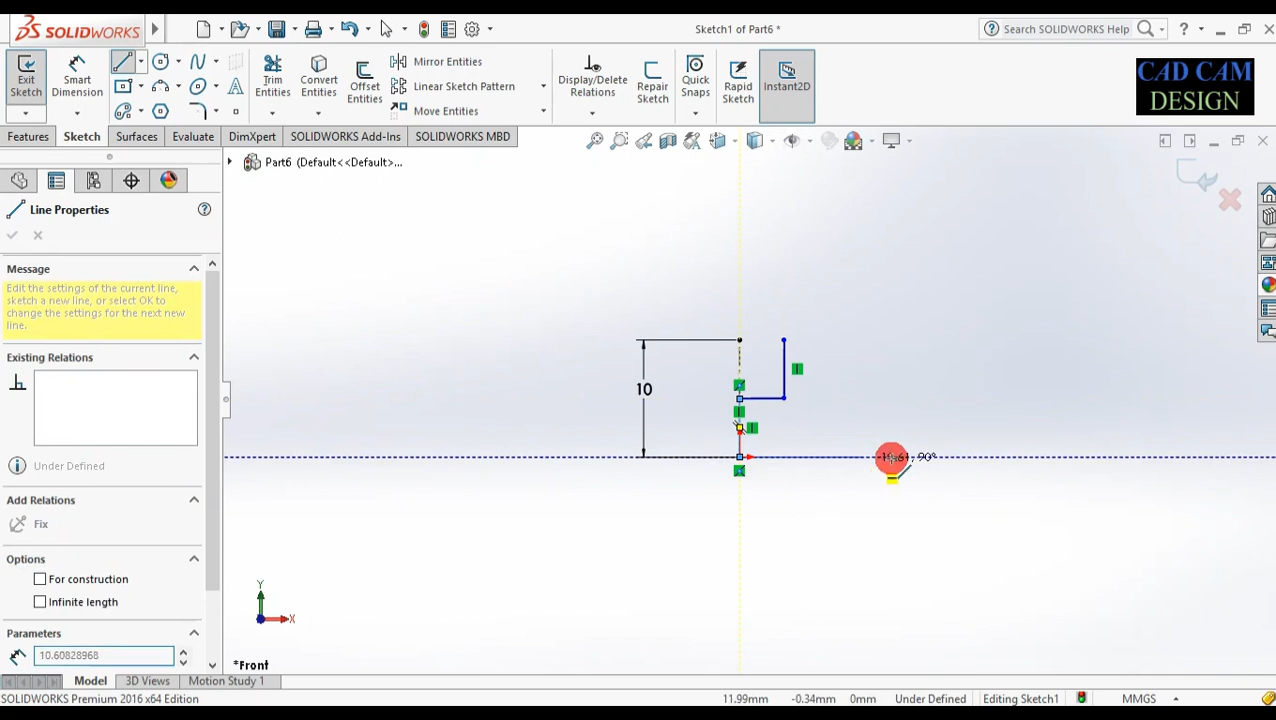 SOLIDWORKS
Sketch1 of Part6 *
Search SOLIDWORKS Help
?
Exit Sketch
Smart Dimension
Trim Entities
Convert Entities
Offset Entities
Mirror Entities
Linear Sketch Pattern
Move Entities
Display/Delete Relations
Repair Sketch
Quick Snaps
Rapid Sketch
Instant2D
CAD CAM
DESIGN
Features
Sketch
Surfaces
Evaluate
DimXpert
SOLIDWORKS Add-Ins
SOLIDWORKS MBD
Part6 (Default<<Default>...
Line Properties
Message
Edit the settings of the current line,
sketch a new line, or select OK to
change the settings for the next new
line.
Existing Relations
Under Defined
Add Relations
Fix
Options
For construction
Infinite length
Parameters
10.60828968
10
90°
Y
X
*Front
Model
3D Views
Motion Study 1
SOLIDWORKS Premium 2016 x64 Edition
11.99mm
-0.34mm
0mm
Under Defined
Editing Sketch1
MMGS